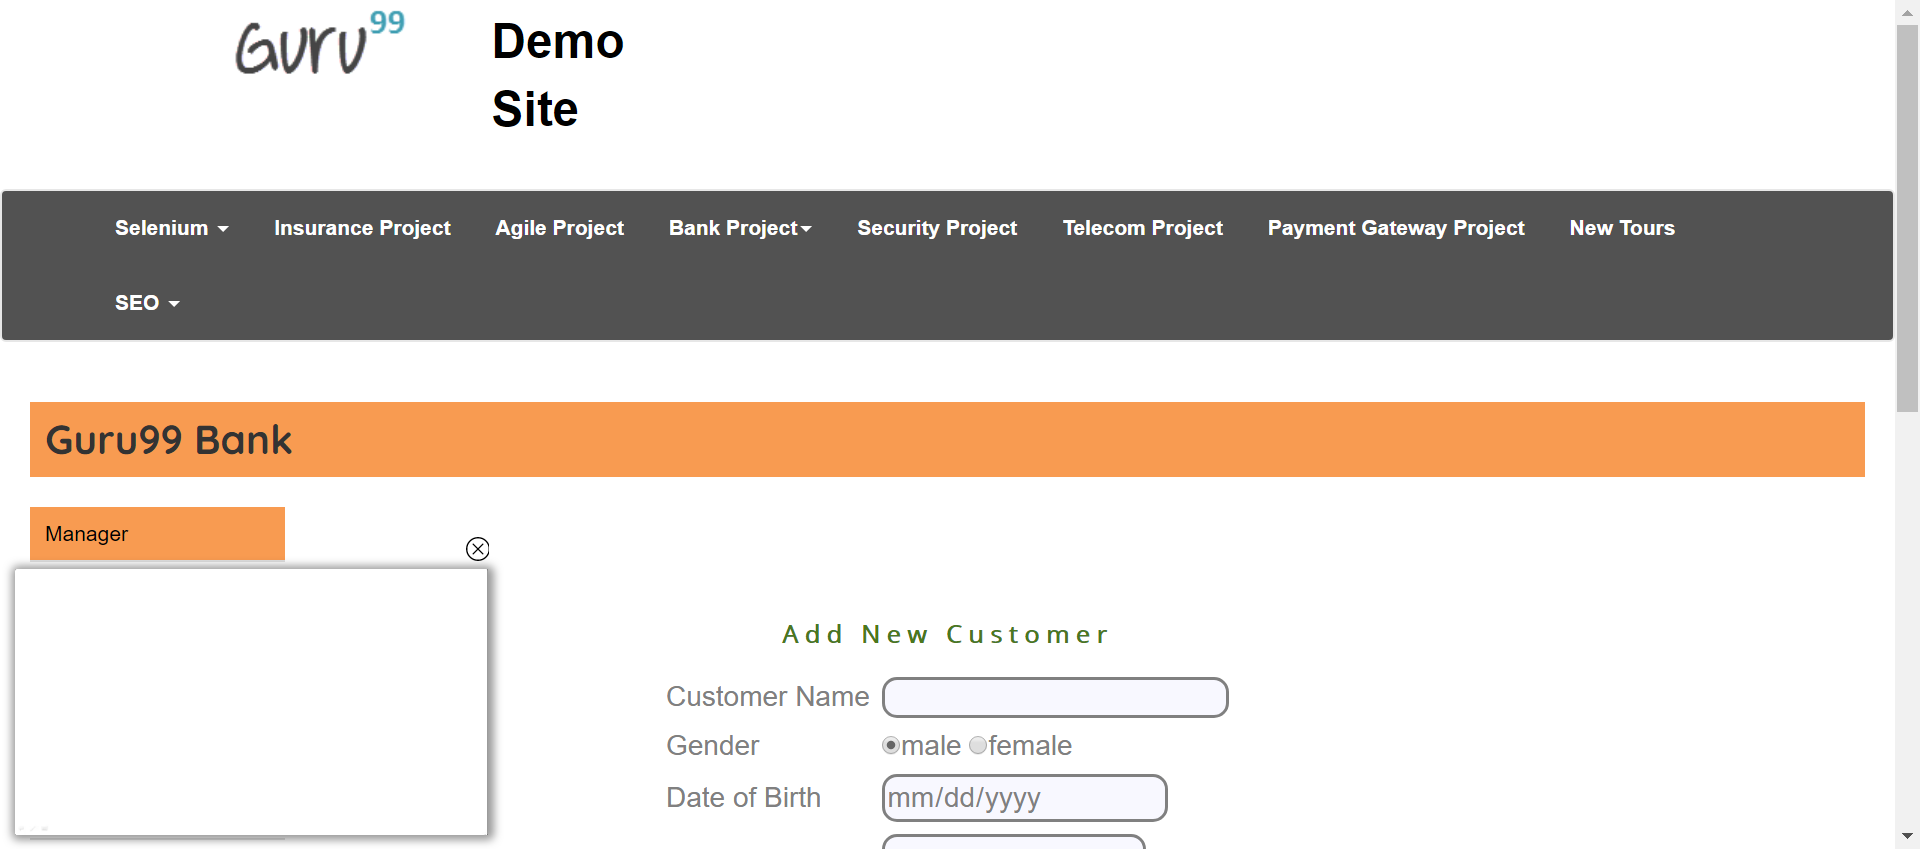 Guru99
Demo
Site
Selenium Insurance Project Agile Project Bank Project Security Project Telecom Project Payment Gateway Project New Tours
SEO
Guru99 Bank
Manager
Add New Customer
Customer Name
Gender male female
Date of Birth mm/dd/yyyy